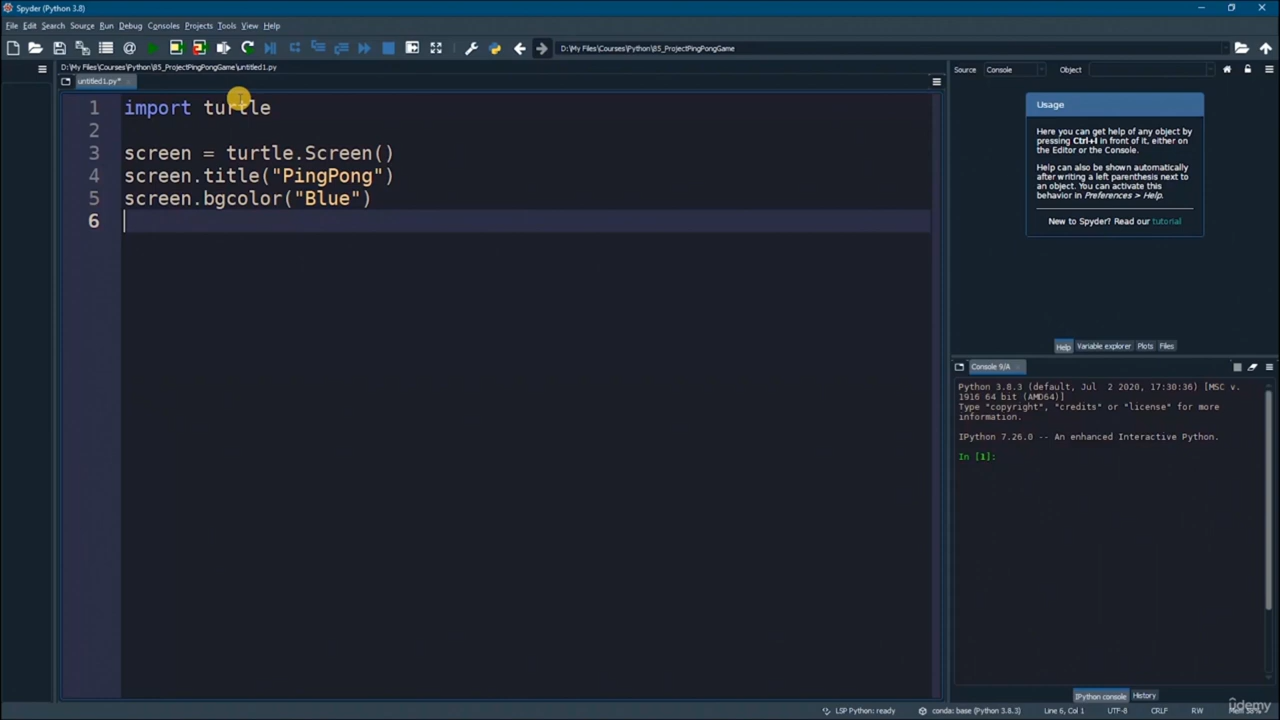 Spyder (Python 3.8)
File Edit Search Source Run Debug Consoles Projects Tools View Help
D:\My Files\Courses\Python\85_ProjectPingPongGame
D:\My Files\Courses\Python\85_ProjectPingPongGame\untitled1.py
untitled1.py*
1 import turtle
2
3 screen = turtle.Screen()
4 screen.title("PingPong")
5 screen.bgcolor("Blue")
6
Source Console Object
Usage
Here you can get help of any object by
pressing Ctrl+I in front of it, either on
the Editor or the Console.
Help can also be shown automatically
after writing a left parenthesis next to
an object. You can activate this
behavior in Preferences > Help.
New to Spyder? Read our tutorial
Help Variable explorer Plots Files
Console 9/A
Python 3.8.3 (default, Jul 2 2020, 17:30:36) [MSC v.
1916 64 bit (AMD64)]
Type "copyright", "credits" or "license" for more
information.
IPython 7.26.0 -- An enhanced Interactive Python.
In [1]:
IPython console History
LSP Python: ready conda: base (Python 3.8.3) Line 6, Col 1 UTF-8 CRLF RW
ûdemy